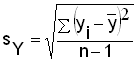 s_Y = √(Σ(y_i − ȳ)² / (n − 1))